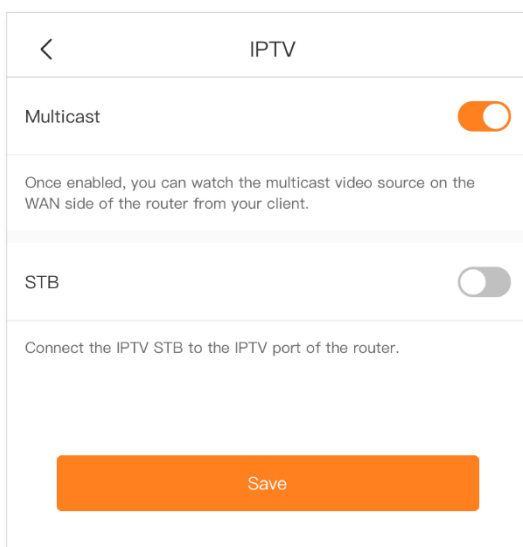 IPTV
Multicast
Once enabled, you can watch the multicast video source on the
WAN side of the router from your client.
STB
Connect the IPTV STB to the IPTV port of the router.
Save